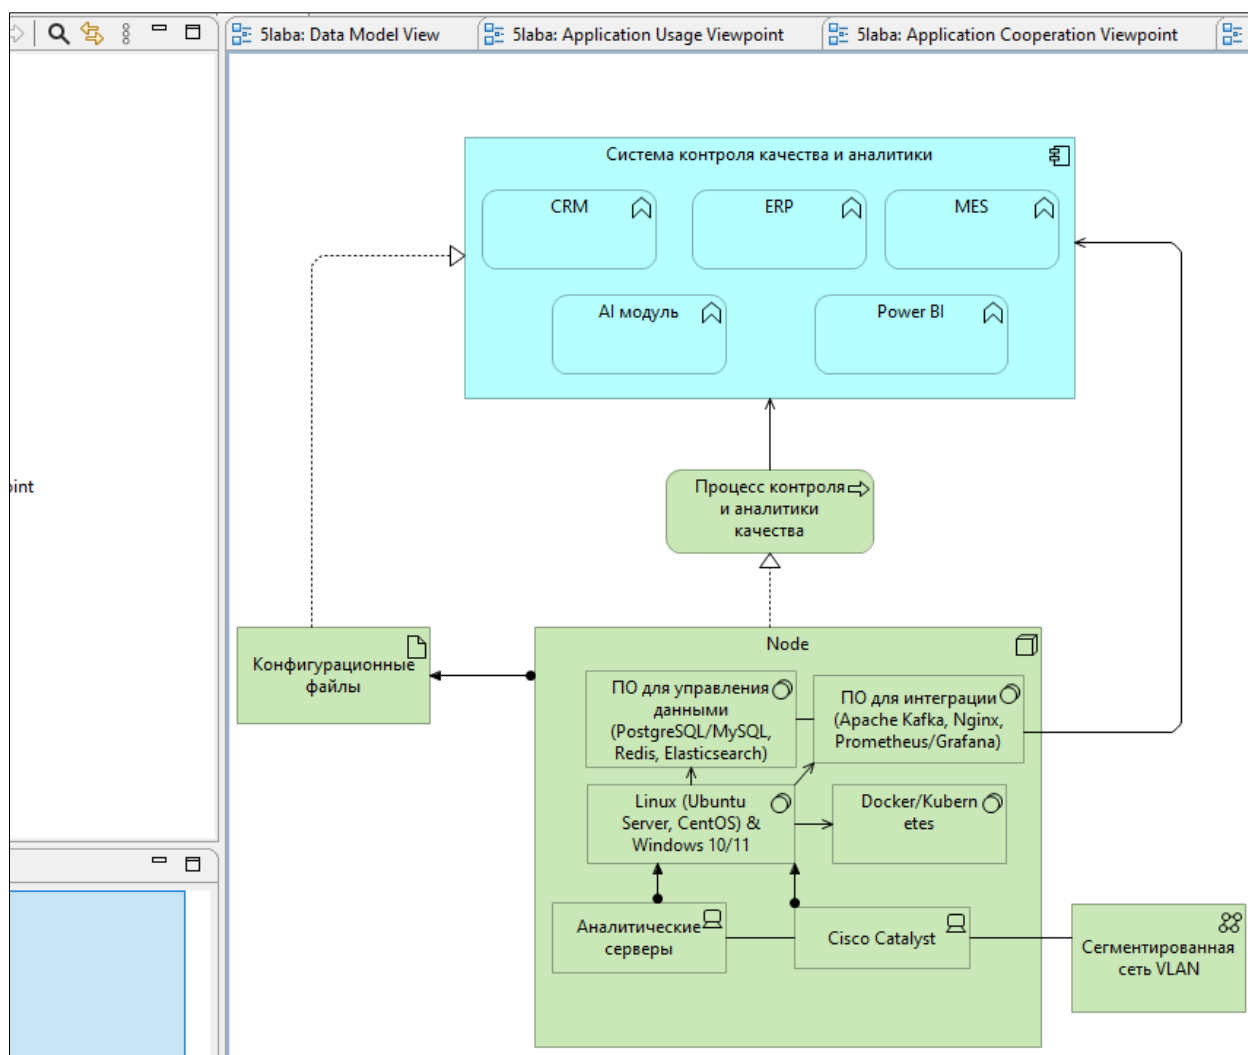 5laba: Data Model View
5laba: Application Usage Viewpoint
5laba: Application Cooperation Viewpoint
Система контроля качества и аналитики
CRM
ERP
MES
AI модуль
Power BI
oint
Процесс контроля
и аналитики
качества
Конфигурационные
файлы
Node
ПО для управления
данными
(PostgreSQL/MySQL,
Redis, Elasticsearch)
ПО для интеграции
(Apache Kafka, Nginx,
Prometheus/Grafana)
Linux (Ubuntu
Server, CentOS) &
Windows 10/11
Docker/Kubern
etes
Аналитические
серверы
Cisco Catalyst
Сегментированная
сеть VLAN